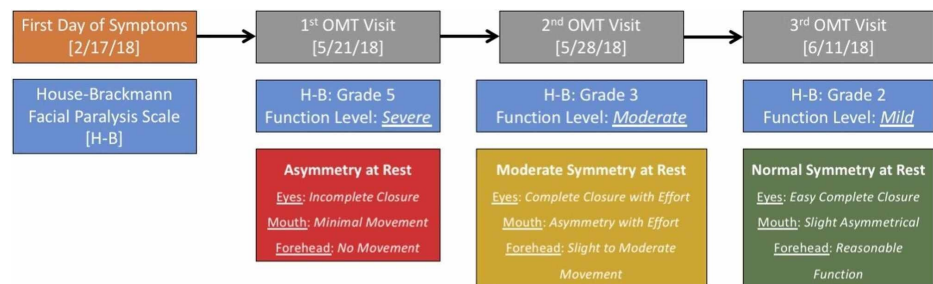 First Day of Symptoms
[2/17/18]
1st OMT Visit
[5/21/18]
2nd OMT Visit
[5/28/18]
3rd OMT Visit
[6/11/18]
House-Brackmann
Facial Paralysis Scale
[H-B]
H-B: Grade 5
Function Level: Severe
H-B: Grade 3
Function Level: Moderate
H-B: Grade 2
Function Level: Mild
Asymmetry at Rest
Eyes: Incomplete Closure
Mouth: Minimal Movement
Forehead: No Movement
Moderate Symmetry at Rest
Eyes: Complete Closure with Effort
Mouth: Asymmetry with Effort
Forehead: Slight to Moderate
Movement
Normal Symmetry at Rest
Eyes: Easy Complete Closure
Mouth: Slight Asymmetrical
Forehead: Reasonable
Function